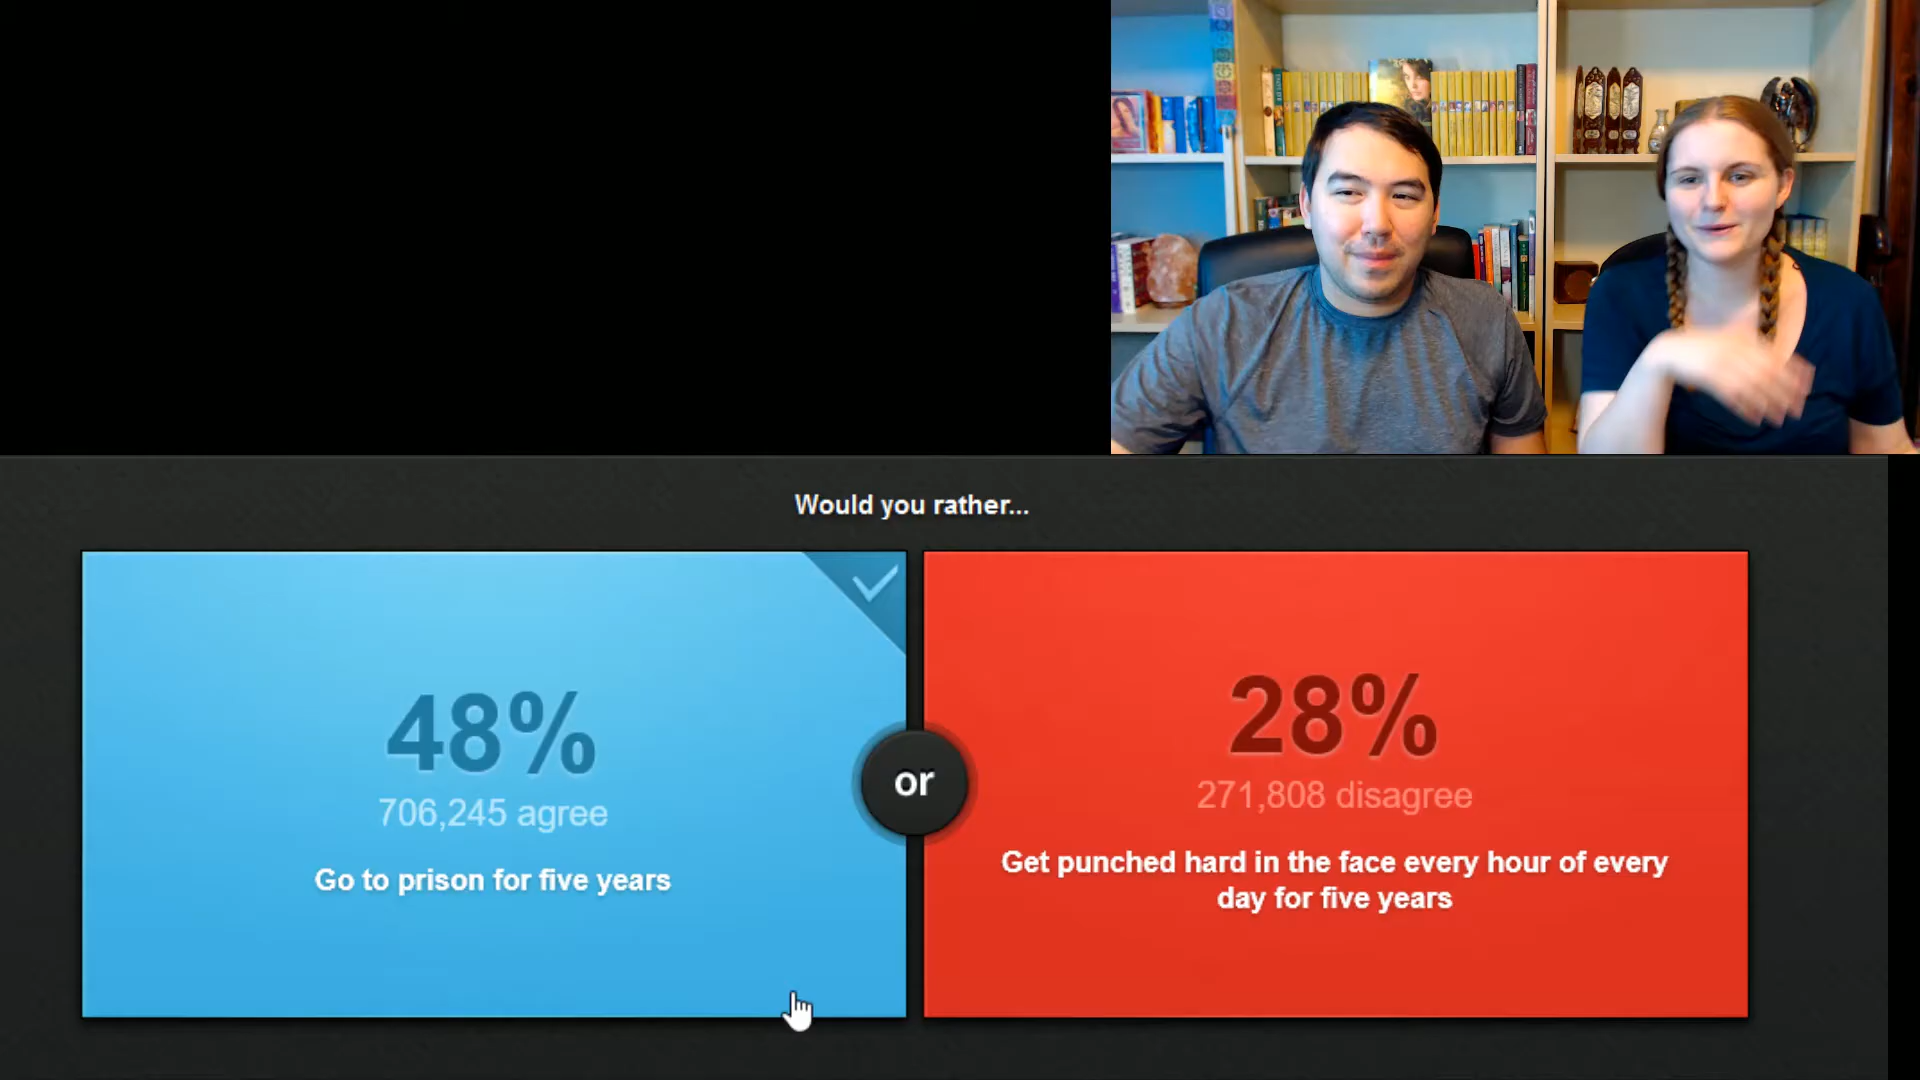 Would you rather...
48%
706,245 agree
Go to prison for five years
or
28%
271,808 disagree
Get punched hard in the face every hour of every
day for five years